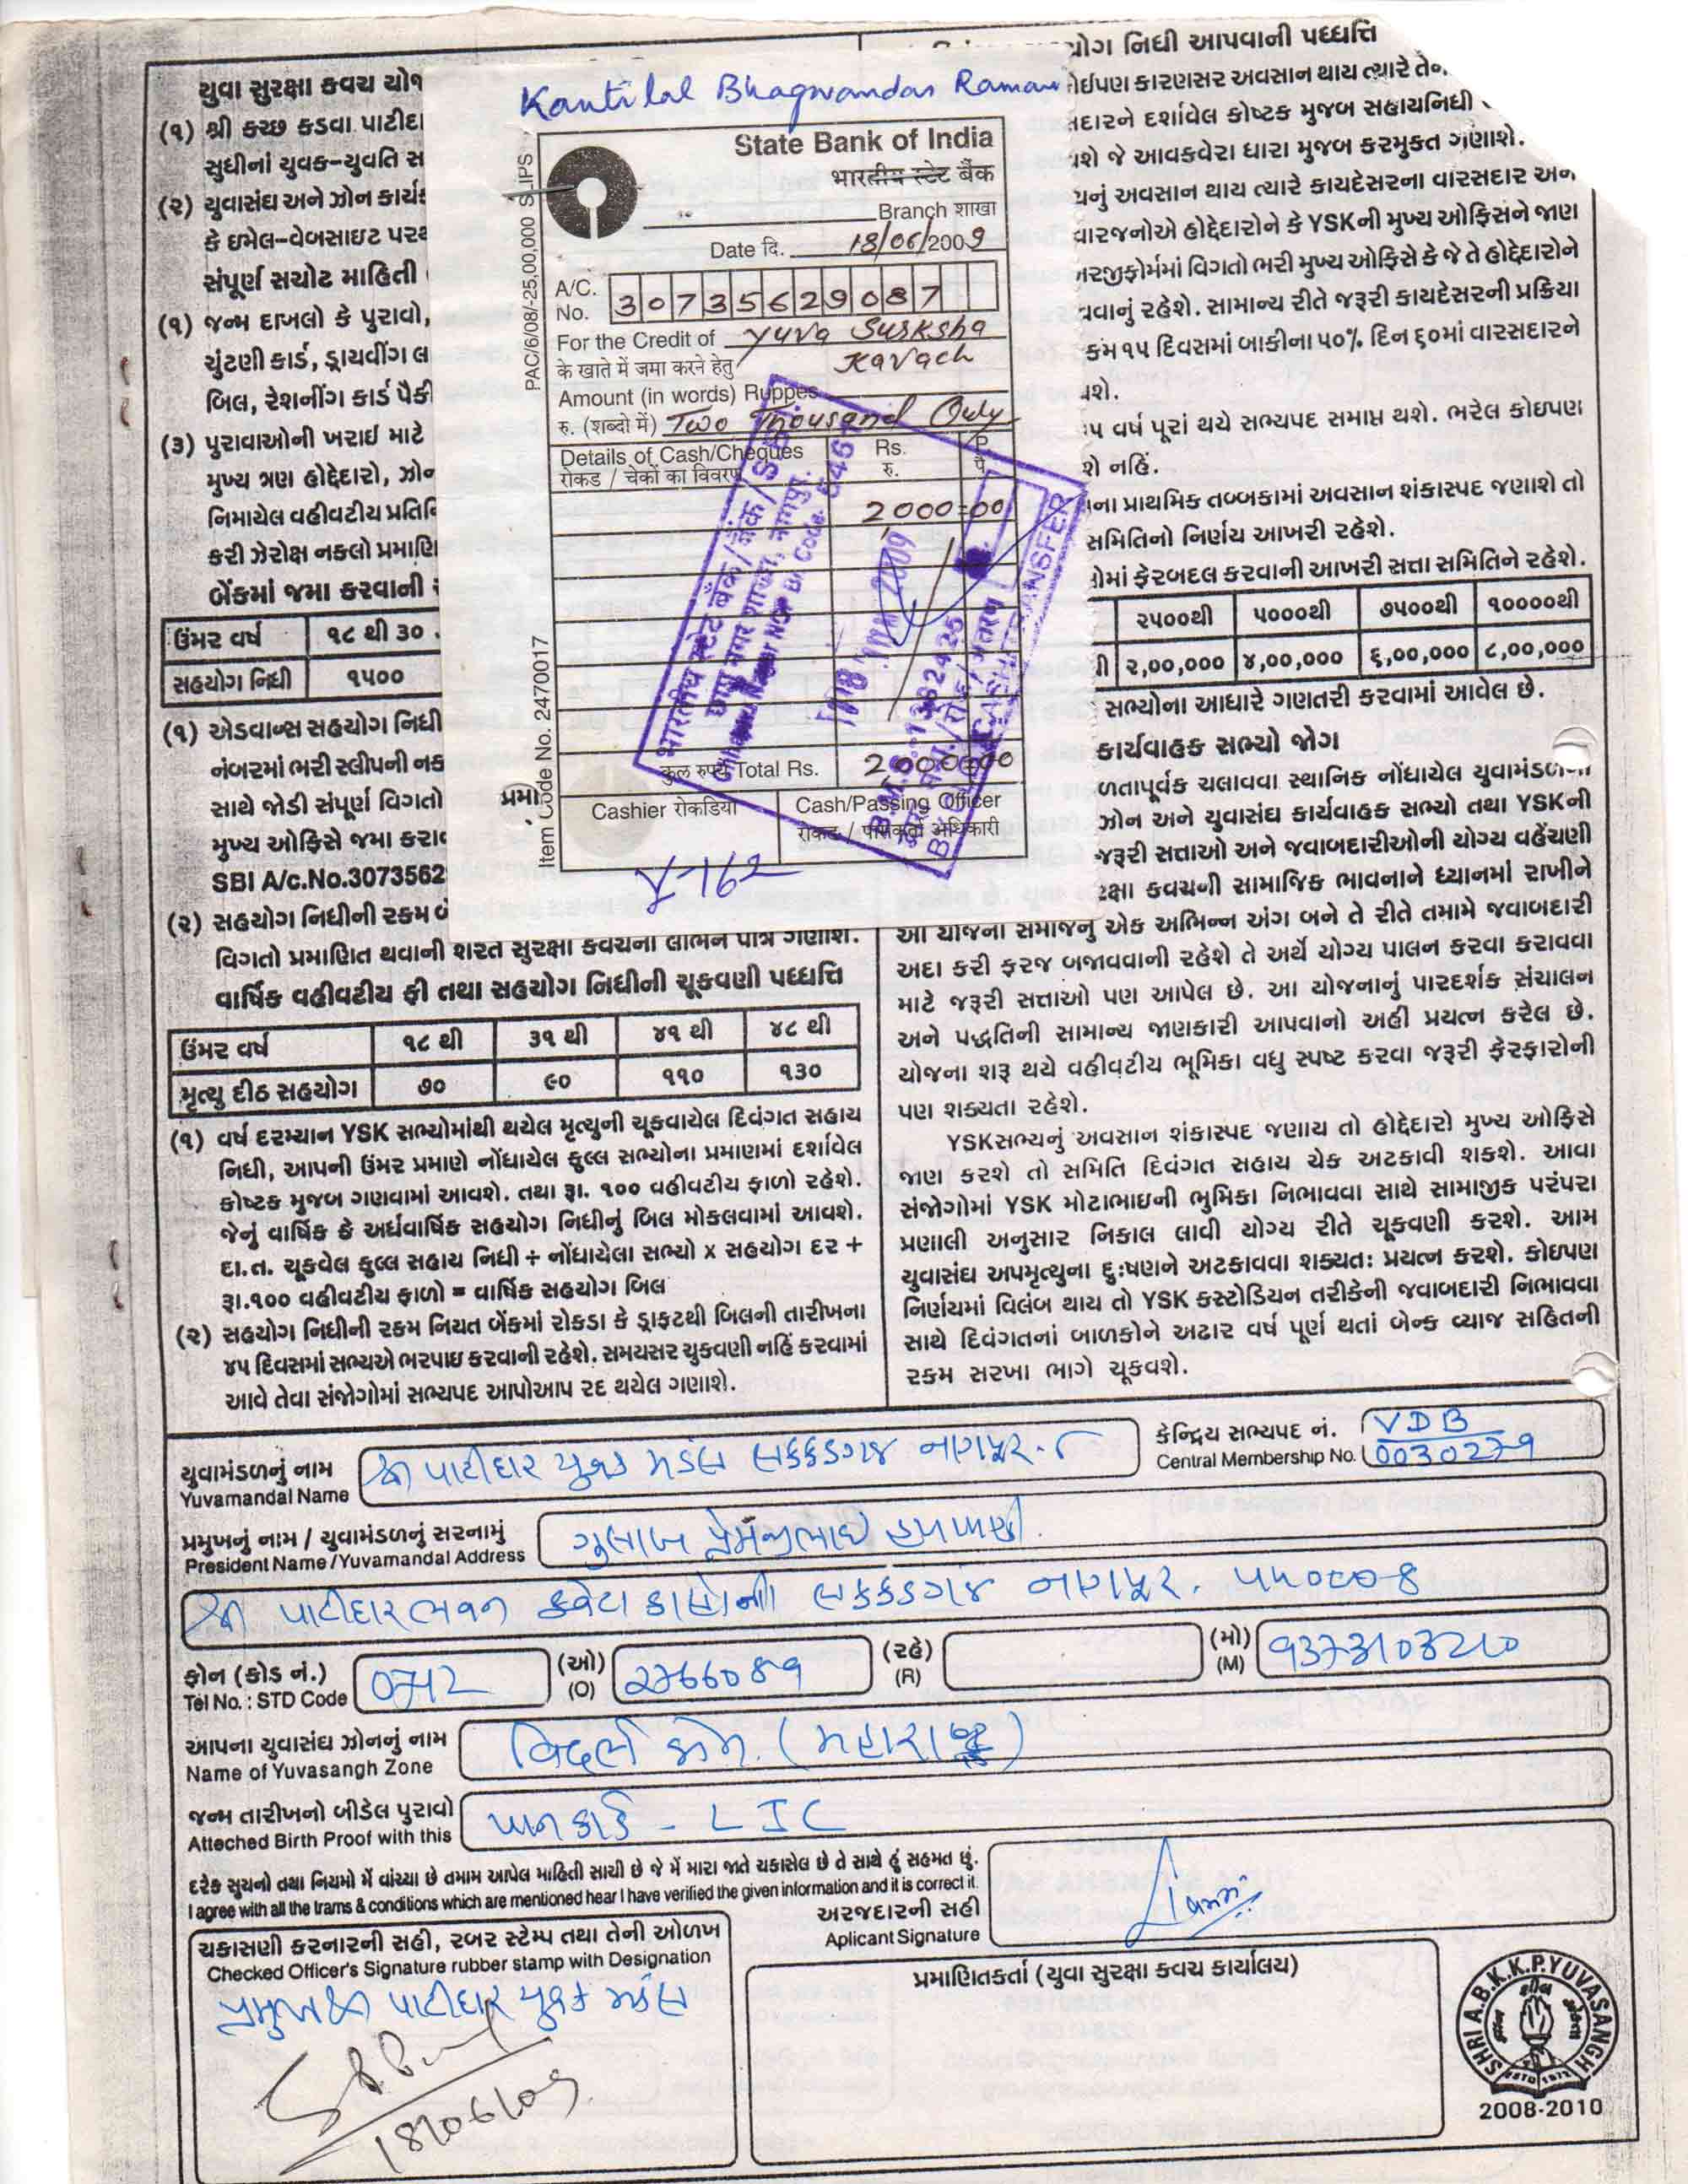 યુવા સુરક્ષા કવચ યોજ
(૧) શ્રી કચ્છ કડવા પાટીદા
સુધીનાં યુવક-યુવતિ સ
(૨) યુવાસંઘ અને ઝોન કાર્ય
કે ઇમેલ-વેબસાઇટ પરથ
સંપૂર્ણ સચોટ માહિતી
(૧) જન્મ દાખલો કે પુરાવો,
ચુંટણી કાર્ડ, ડ્રાયવીંગ લ
બિલ, રેશનીંગ કાર્ડ પૈકી
(૩) પુરાવાઓની ખરાઇ માટે
મુખ્ય ત્રણ હોદ્દેદારો, ઝોન
નિમાયેલ વહીવટીય પ્રતિનિ
કરી ઝેરોક્ષ નકલો પ્રમાણિ
બેંકમાં જમા કરવાની
ઉંમર વર્ષ ૧૮ થી ૩૦
સહયોગ નિધી ૧૫૦૦
(૧) એડવાન્સ સહયોગ નિધી
નંબરમાં ભરી સ્લીપની નક
સાથે જોડી સંપૂર્ણ વિગતો
મુખ્ય ઓફિસે જમા કરાવ
SBI A/c.No.3073562
(૨) સહયોગ નિધીની રકમ બે
વિગતો પ્રમાણિત થવાની શરત સુરક્ષા કવચના લાભને પાત્ર ગણાશે.
વાર્ષિક વહીવટીય ફી તથા સહયોગ નિધીની ચૂકવણી પધ્ધતિ
ઉંમર વર્ષ ૧૮ થી ૩૧ થી ૪૧ થી ૪૮ થી
મૃત્યુ દીઠ સહયોગ ૭૦ ૯૦ ૧૧૦ ૧૩૦
(૧) વર્ષ દરમ્યાન YSK સભ્યોમાંથી થયેલ મૃત્યુની ચૂકવાયેલ દિવંગત સહાય
નિધી, આપની ઉંમર પ્રમાણે નોંધાયેલ કુલ્લ સભ્યોના પ્રમાણમાં દર્શાવેલ
કોષ્ટક મુજબ ગણવામાં આવશે. તથા રૂા. ૧૦૦ વહીવટીય ફાળો રહેશે.
જેનું વાર્ષિક કે અર્ધવાર્ષિક સહયોગ નિધીનું બિલ મોકલવામાં આવશે.
દા.ત. ચૂકવેલ કુલ્લ સહાય નિધી ÷ નોંધાયેલા સભ્યો x સહયોગ દર +
રૂા.૧૦૦ વહીવટીય ફાળો = વાર્ષિક સહયોગ બિલ
(૨) સહયોગ નિધીની રકમ નિયત બેંકમાં રોકડા કે ડ્રાફટથી બિલની તારીખના
૪૫ દિવસમાં સભ્યએ ભરપાઇ કરવાની રહેશે. સમયસર ચુકવણી નહિં કરવામાં
આવે તેવા સંજોગોમાં સભ્યપદ આપોઆપ રદ થયેલ ગણાશે.
Kantilal Bhagwandas Raman
State Bank of India
भारतीय स्टेट बैंक
Branch शाखा
Date दि. 18/06/2009
A/C. No. 30735629087
For the Credit of Yuva Surksha
के खाते में जमा करने हेतु Kavach
Amount (in words) Ruppes
रु. (शब्दो में) Two Thousand Only
Details of Cash/Cheques Rs. P.
रोकड / चेकों का विवरण रु. पै.
2000=00
कुल रुपये Total Rs. 2,000=00
Cashier रोकडिया Cash/Passing Officer
रोकड / पासकर्ता अधिकारी
PAC/6/08/-25,00,000 SLIPS
Item Code No. 2470017
V-162
પ્રમા
યોગ નિધી આપવાની પધ્ધતિ
ોઇપણ કારણસર અવસાન થાય ત્યારે તેન
સદારને દર્શાવેલ કોષ્ટક મુજબ સહાયનિધી
શે જે આવકવેરા ધારા મુજબ કરમુક્ત ગણાશે.
યનું અવસાન થાય ત્યારે કાયદેસરના વારસદાર અન
વારજનોએ હોદ્દેદારોને કે YSKની મુખ્ય ઓફિસને જાણ
અરજીફોર્મમાં વિગતો ભરી મુખ્ય ઓફિસે કે જે તે હોદ્દેદારોને
વવાનું રહેશે. સામાન્ય રીતે જરૂરી કાયદેસરની પ્રક્રિયા
કમ ૧૫ દિવસમાં બાકીના ૫૦% દિન ૬૦માં વારસદારને
શે.
૫ વર્ષ પૂરાં થયે સભ્યપદ સમાપ્ત થશે. ભરેલ કોઇપણ
શે નહિં.
ના પ્રાથમિક તબ્બકામાં અવસાન શંકાસ્પદ જણાશે તો
સમિતિનો નિર્ણય આખરી રહેશે.
ોમાં ફેરબદલ કરવાની આખરી સત્તા સમિતિને રહેશે.
૨૫૦૦થી ૫૦૦૦થી ૭૫૦૦થી ૧૦૦૦૦થી
૨,૦૦,૦૦૦ ૪,૦૦,૦૦૦ ૬,૦૦,૦૦૦ ૮,૦૦,૦૦૦
સભ્યોના આધારે ગણતરી કરવામાં આવેલ છે.
કાર્યવાહક સભ્યો જોગ
ળતાપૂર્વક ચલાવવા સ્થાનિક નોંધાયેલ યુવામંડળના
ઝોન અને યુવાસંઘ કાર્યવાહક સભ્યો તથા YSKની
જરૂરી સત્તાઓ અને જવાબદારીઓની યોગ્ય વહેંચણી
રક્ષા કવચની સામાજિક ભાવનાને ધ્યાનમાં રાખીને
આ યોજના સમાજનું એક અભિન્ન અંગ બને તે રીતે તમામે જવાબદારી
અદા કરી ફરજ બજાવવાની રહેશે તે અર્થે યોગ્ય પાલન કરવા કરાવવા
માટે જરૂરી સત્તાઓ પણ આપેલ છે. આ યોજનાનું પારદર્શક સંચાલન
અને પદ્ધતિની સામાન્ય જાણકારી આપવાનો અહીં પ્રયત્ન કરેલ છે.
યોજના શરૂ થયે વહીવટીય ભૂમિકા વધુ સ્પષ્ટ કરવા જરૂરી ફેરફારોની
પણ શક્યતા રહેશે.
YSKસભ્યનું અવસાન શંકાસ્પદ જણાય તો હોદ્દેદારો મુખ્ય ઓફિસે
જાણ કરશે તો સમિતિ દિવંગત સહાય ચેક અટકાવી શકશે. આવા
સંજોગોમાં YSK મોટાભાઇની ભુમિકા નિભાવવા સાથે સામાજીક પરંપરા
પ્રણાલી અનુસાર નિકાલ લાવી યોગ્ય રીતે ચૂકવણી કરશે. આમ
યુવાસંઘ અપમૃત્યુના દુઃષણને અટકાવવા શક્યતઃ પ્રયત્ન કરશે. કોઇપણ
નિર્ણયમાં વિલંબ થાય તો YSK કસ્ટોડિયન તરીકેની જવાબદારી નિભાવવા
સાથે દિવંગતનાં બાળકોને અઢાર વર્ષ પૂર્ણ થતાં બેન્ક વ્યાજ સહિતની
રકમ સરખા ભાગે ચૂકવશે.
યુવામંડળનું નામ શ્રી પાટીદાર યુવક મંડળ લકકડગંજ નાગપુર-૮
Yuvamandal Name
કેન્દ્રિય સભ્યપદ નં. VDB
Central Membership No. 0030279
પ્રમુખનું નામ / યુવામંડળનું સરનામું ગુલાબ પ્રેમજીભાઈ
President Name /Yuvamandal Address
શ્રી પાટીદાર ભવન ક્વેટા કાલોની લકકડગંજ નાગપુર.
ફોન (કોડ નં.) 0712 (ઓ) 2766089 (રહે) (મો) 9373103210
Tel No. : STD Code (O) (R) (M)
આપના યુવાસંઘ ઝોનનું નામ વિદર્ભ ઝોન. (મહારાષ્ટ્ર)
Name of Yuvasangh Zone
જન્મ તારીખનો બીડેલ પુરાવો પાનકાર્ડ - LIC
Atteched Birth Proof with this
દરેક સુચનો તથા નિયમો મેં વાંચ્યા છે તમામ આપેલ માહિતી સાચી છે જે મેં મારા જાતે ચકાસેલ છે તે સાથે હું સહમત છું.
I agree with all the trams & conditions which are mentioned hear I have verified the given information and it is correct it.
અરજદારની સહી
Aplicant Signature
ચકાસણી કરનારની સહી, રબર સ્ટેમ્પ તથા તેની ઓળખ
Checked Officer's Signature rubber stamp with Designation
પ્રમુખ શ્રી પાટીદાર યુવક મંડળ
18/06/09
પ્રમાણિતકર્તા (યુવા સુરક્ષા કવચ કાર્યાલય)
SHRI A.B.K.K.P.YUVASANGH
2008-2010